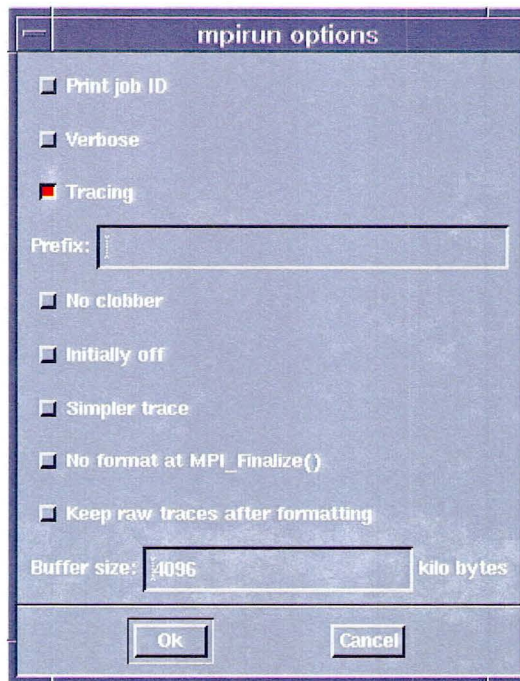 mpirun options
Print job ID
Verbose
Tracing
Prefix:
No clobber
Initially off
Simpler trace
No format at MPI_Finalize()
Keep raw traces after formatting
Buffer size: 4096 kilo bytes
Ok Cancel